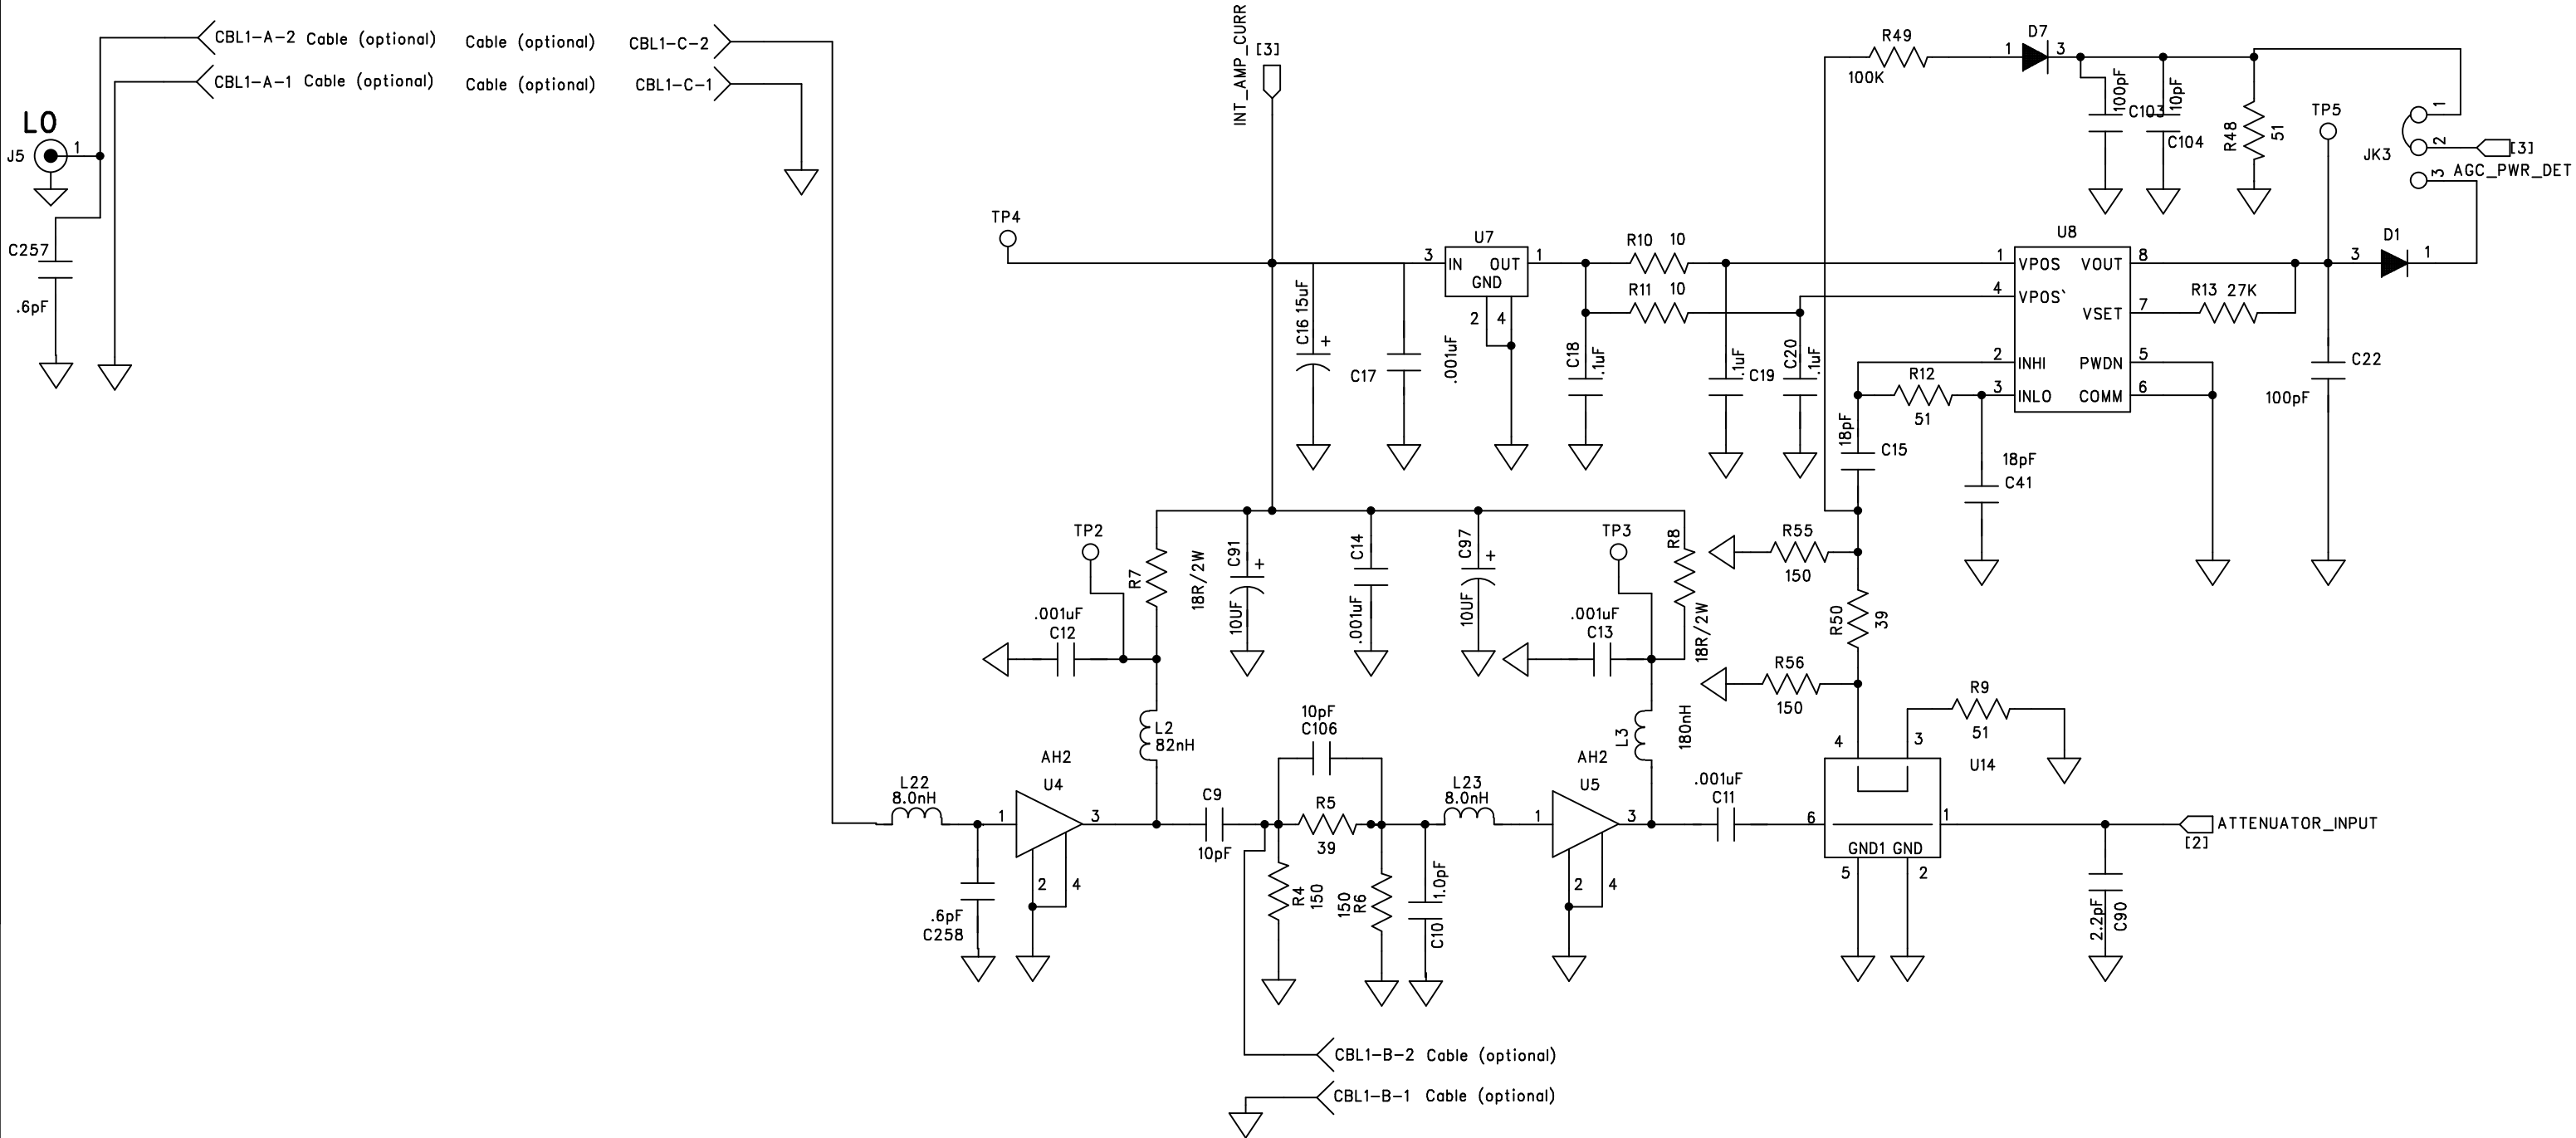 CBL1-A-2 Cable (optional) Cable (optional) CBL1-C-2
CBL1-A-1 Cable (optional) Cable (optional) CBL1-C-1
LO
J5
1
C257
.6pF
INT_AMP_CURR
[3]
R49
100K
1
D7
3
100pF
C103
10pF
C104
R48
51
TP5
1
2
3
JK3
[3]
AGC_PWR_DET
TP4
3
U7
IN OUT
GND
1
2
4
C16
15uF
+
C17
.001uF
R10 10
R11 10
C18
.1uF
.1uF
C19
C20
.1uF
U8
1
VPOS VOUT
8
4
VPOS`
VSET
7
2
INHI PWDN
5
3
INLO COMM
6
R13 27K
3
D1
1
C22
100pF
R12
51
18pF
C15
18pF
C41
TP2
R7
18R/2W
C91
+
10UF
C14
.001uF
C97
+
10UF
TP3
R8
18R/2W
.001uF
C12
.001uF
C13
R55
150
R50
39
R56
150
R9
51
L2
82nH
10pF
C106
L3
180nH
4
3
U14
AH2
U4
AH2
U5
L22
8.0nH
1
3
C9
10pF
R5
39
L23
8.0nH
1
3
.001uF
C11
6
1
GND1 GND
5
2
ATTENUATOR_INPUT
[2]
2
4
.6pF
C258
R4
150
150
R6
1.0pF
C10
2
4
2.2pF
C90
CBL1-B-2 Cable (optional)
CBL1-B-1 Cable (optional)